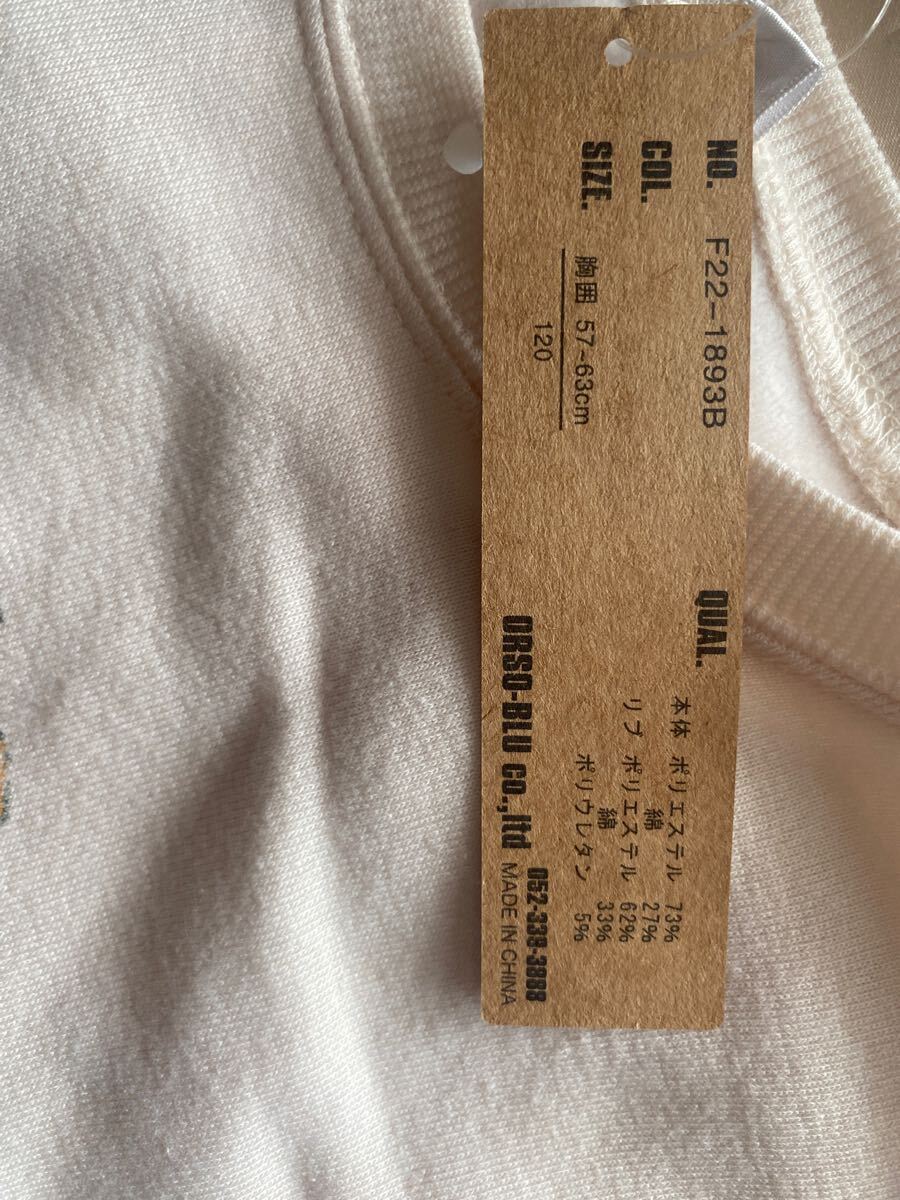 NO. F22-1893B
COL.
SIZE. 胸囲 57-63cm
120
QUAL.
本体 ポリエステル 73%
綿 27%
リブ ポリエステル 62%
綿 33%
ポリウレタン 5%
ORSO-BLU co.,ltd 052-339-3888
MADE IN CHINA